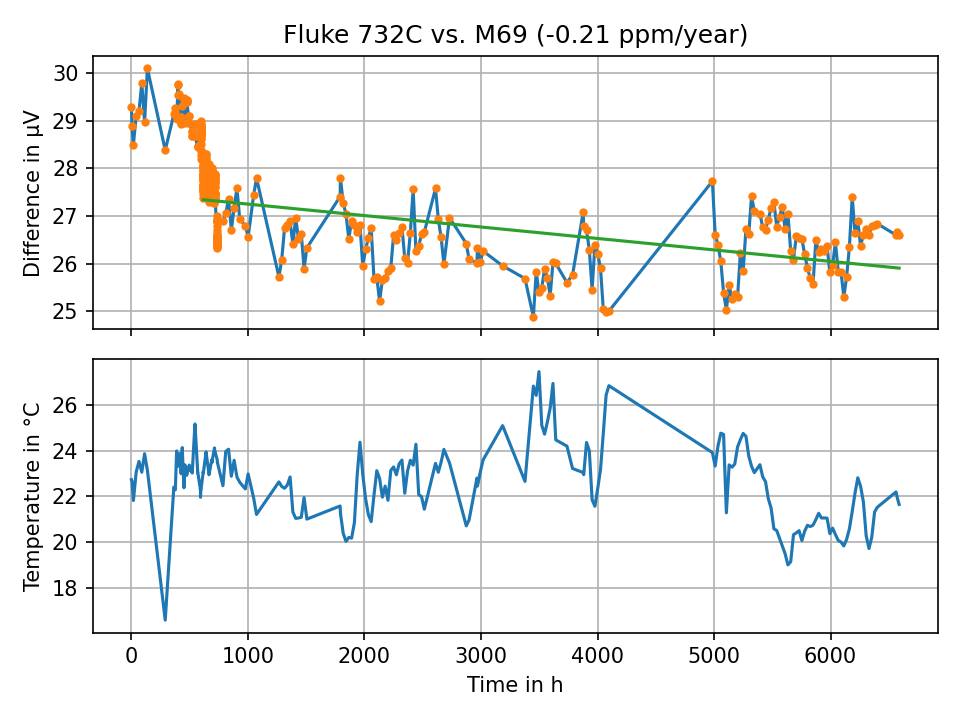 Fluke 732C vs. M69 (-0.21 ppm/year)
Difference in µV
30
29
28
27
26
25
Temperature in °C
26
24
22
20
18
0 1000 2000 3000 4000 5000 6000
Time in h